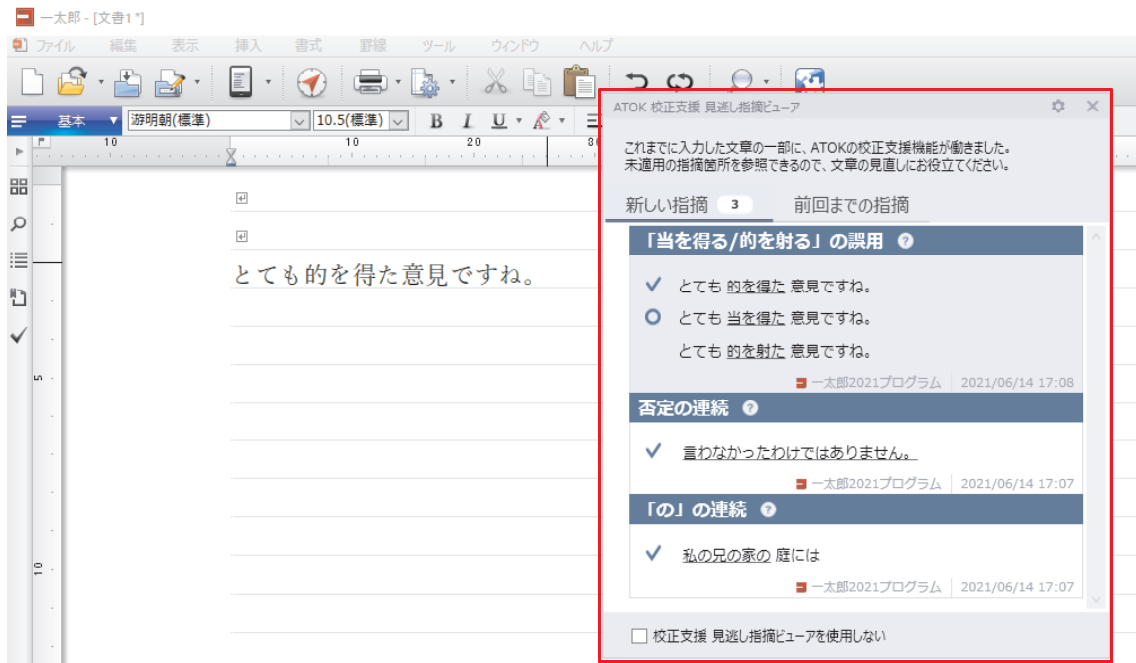 一太郎 - [文書1 *]
ファイル 編集 表示 挿入 書式 罫線 ツール ウィンドウ ヘルプ
基本 游明朝(標準) 10.5(標準) B I U
10 10 20
とても的を得た意見ですね。
5
10
ATOK 校正支援 見逃し指摘ビューア
これまでに入力した文章の一部に、ATOKの校正支援機能が働きました。
未適用の指摘箇所を参照できるので、文章の見直しにお役立てください。
新しい指摘 3 前回までの指摘
「当を得る/的を射る」の誤用
とても 的を得た 意見ですね。
とても 当を得た 意見ですね。
とても 的を射た 意見ですね。
一太郎2021プログラム 2021/06/14 17:08
否定の連続
言わなかったわけではありません。
一太郎2021プログラム 2021/06/14 17:07
「の」の連続
私の兄の家の 庭には
一太郎2021プログラム 2021/06/14 17:07
校正支援 見逃し指摘ビューアを使用しない